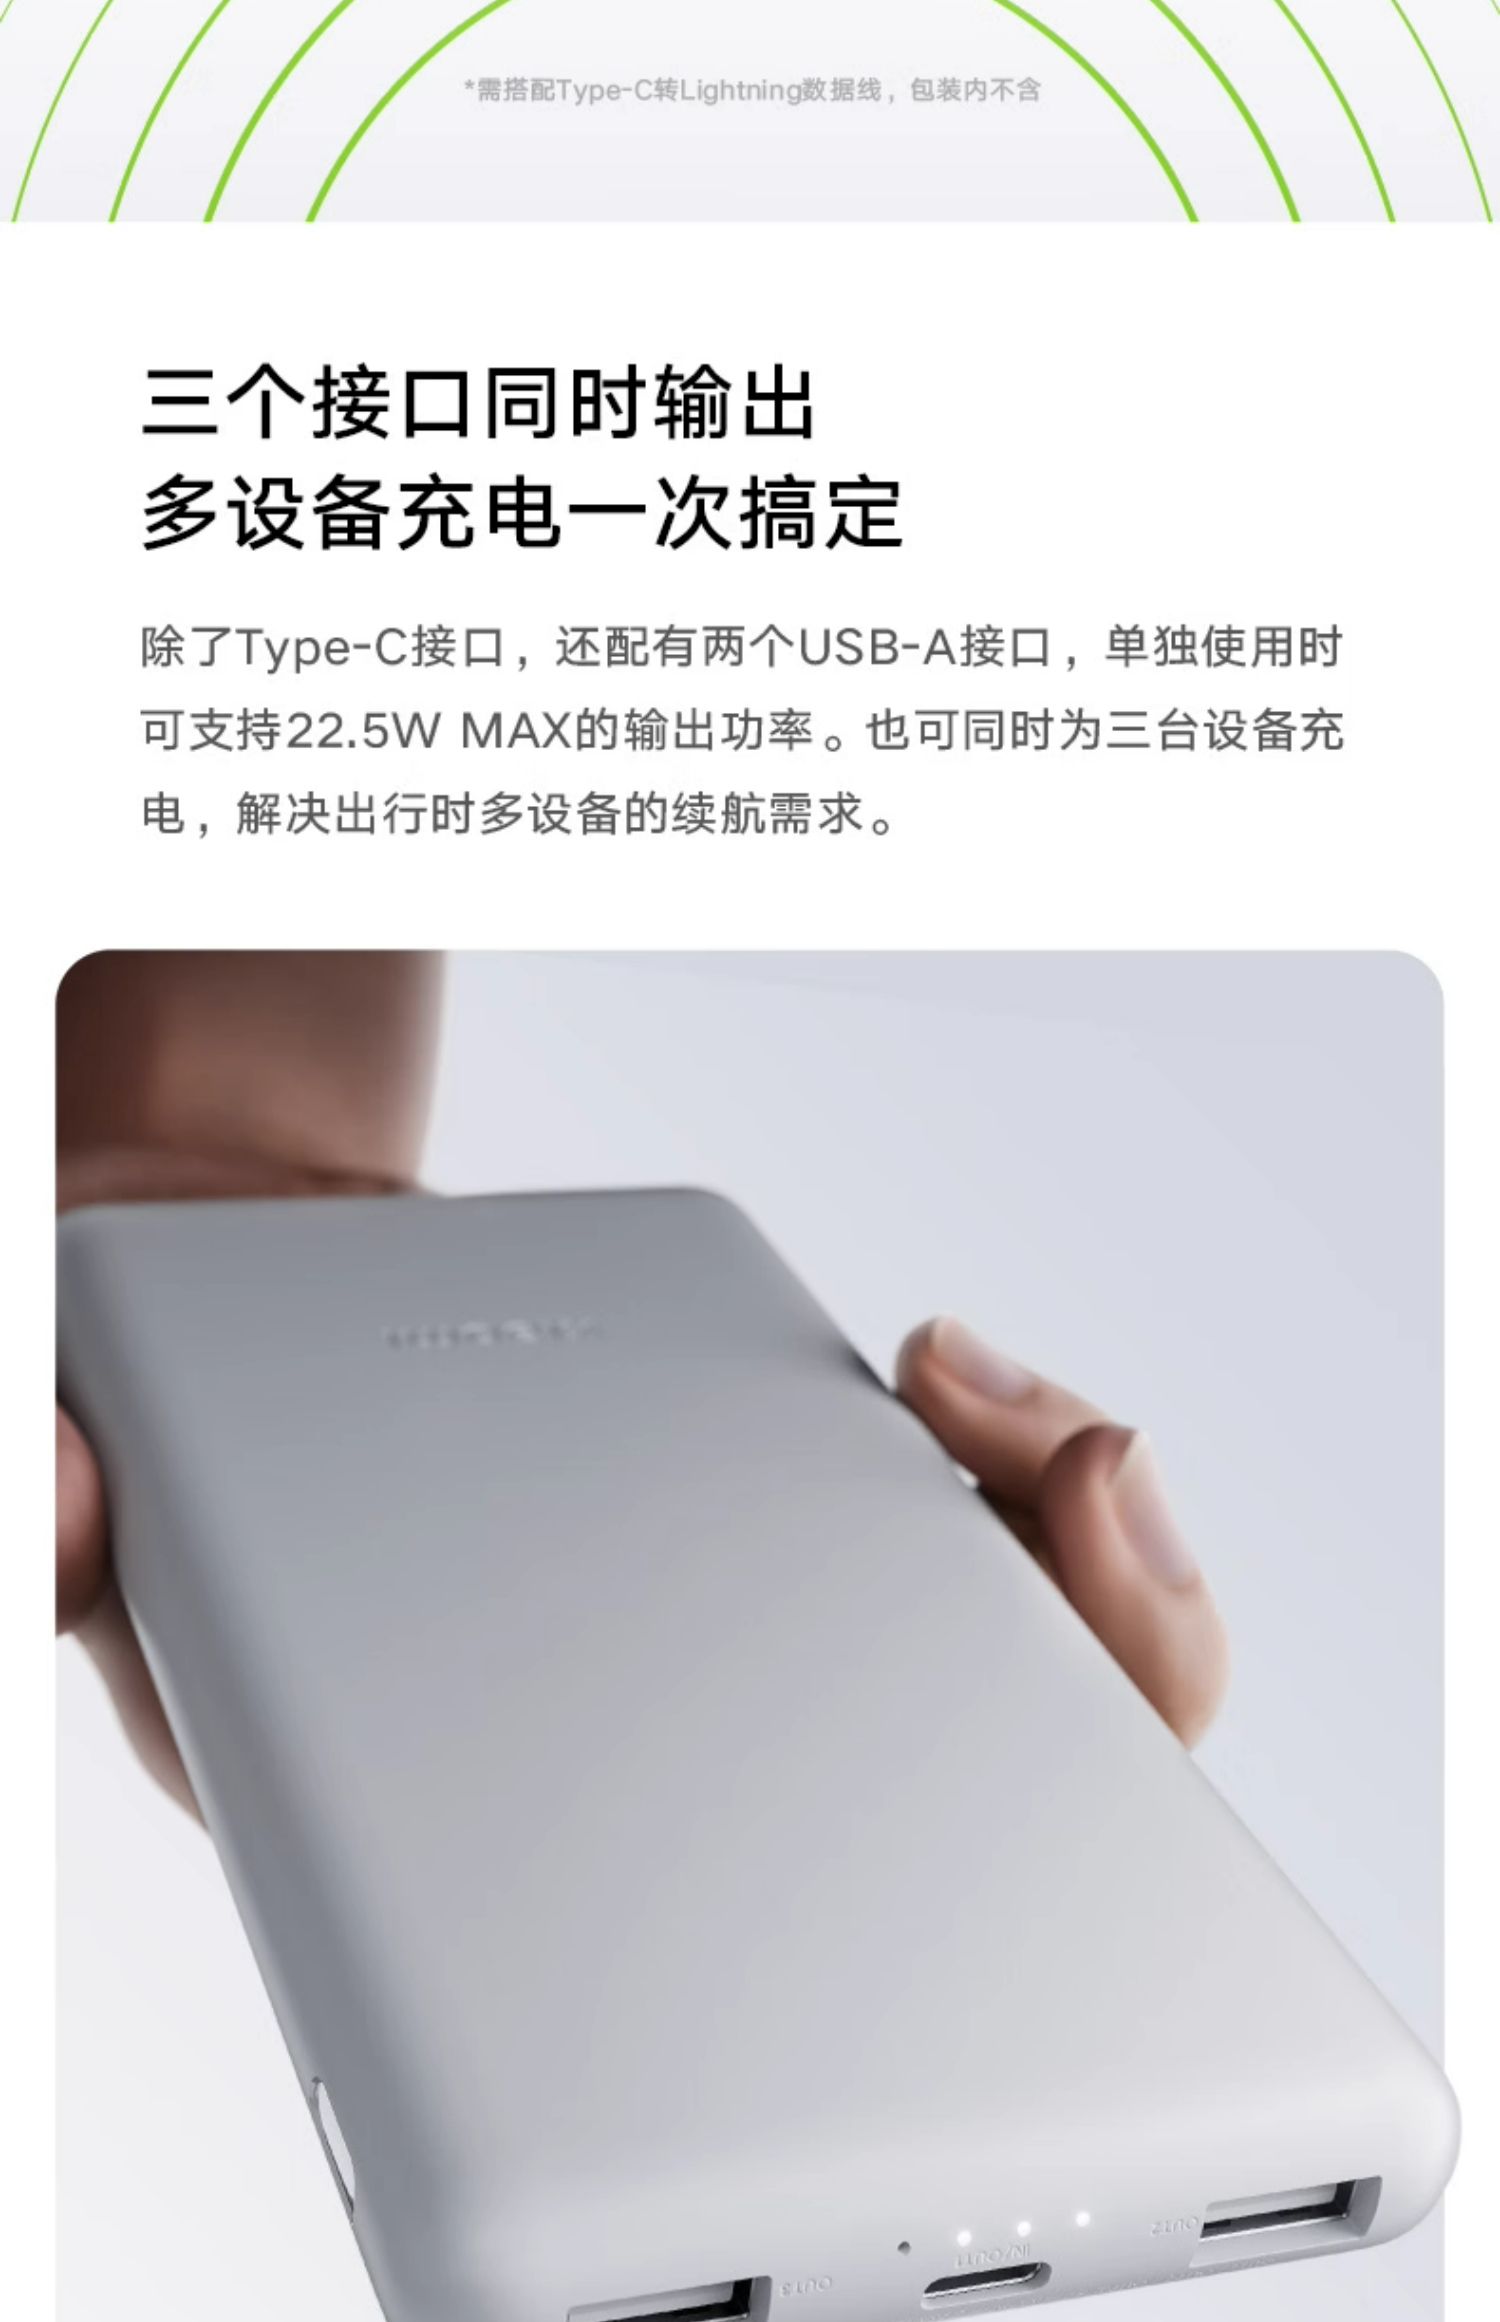 *需搭配Type-C转Lightning数据线，包装内不含
三个接口同时输出
多设备充电一次搞定
除了Type-C接口，还配有两个USB-A接口，单独使用时
可支持22.5W MAX的输出功率。也可同时为三台设备充
电，解决出行时多设备的续航需求。
OUT2
IN/OUT1
OUT3